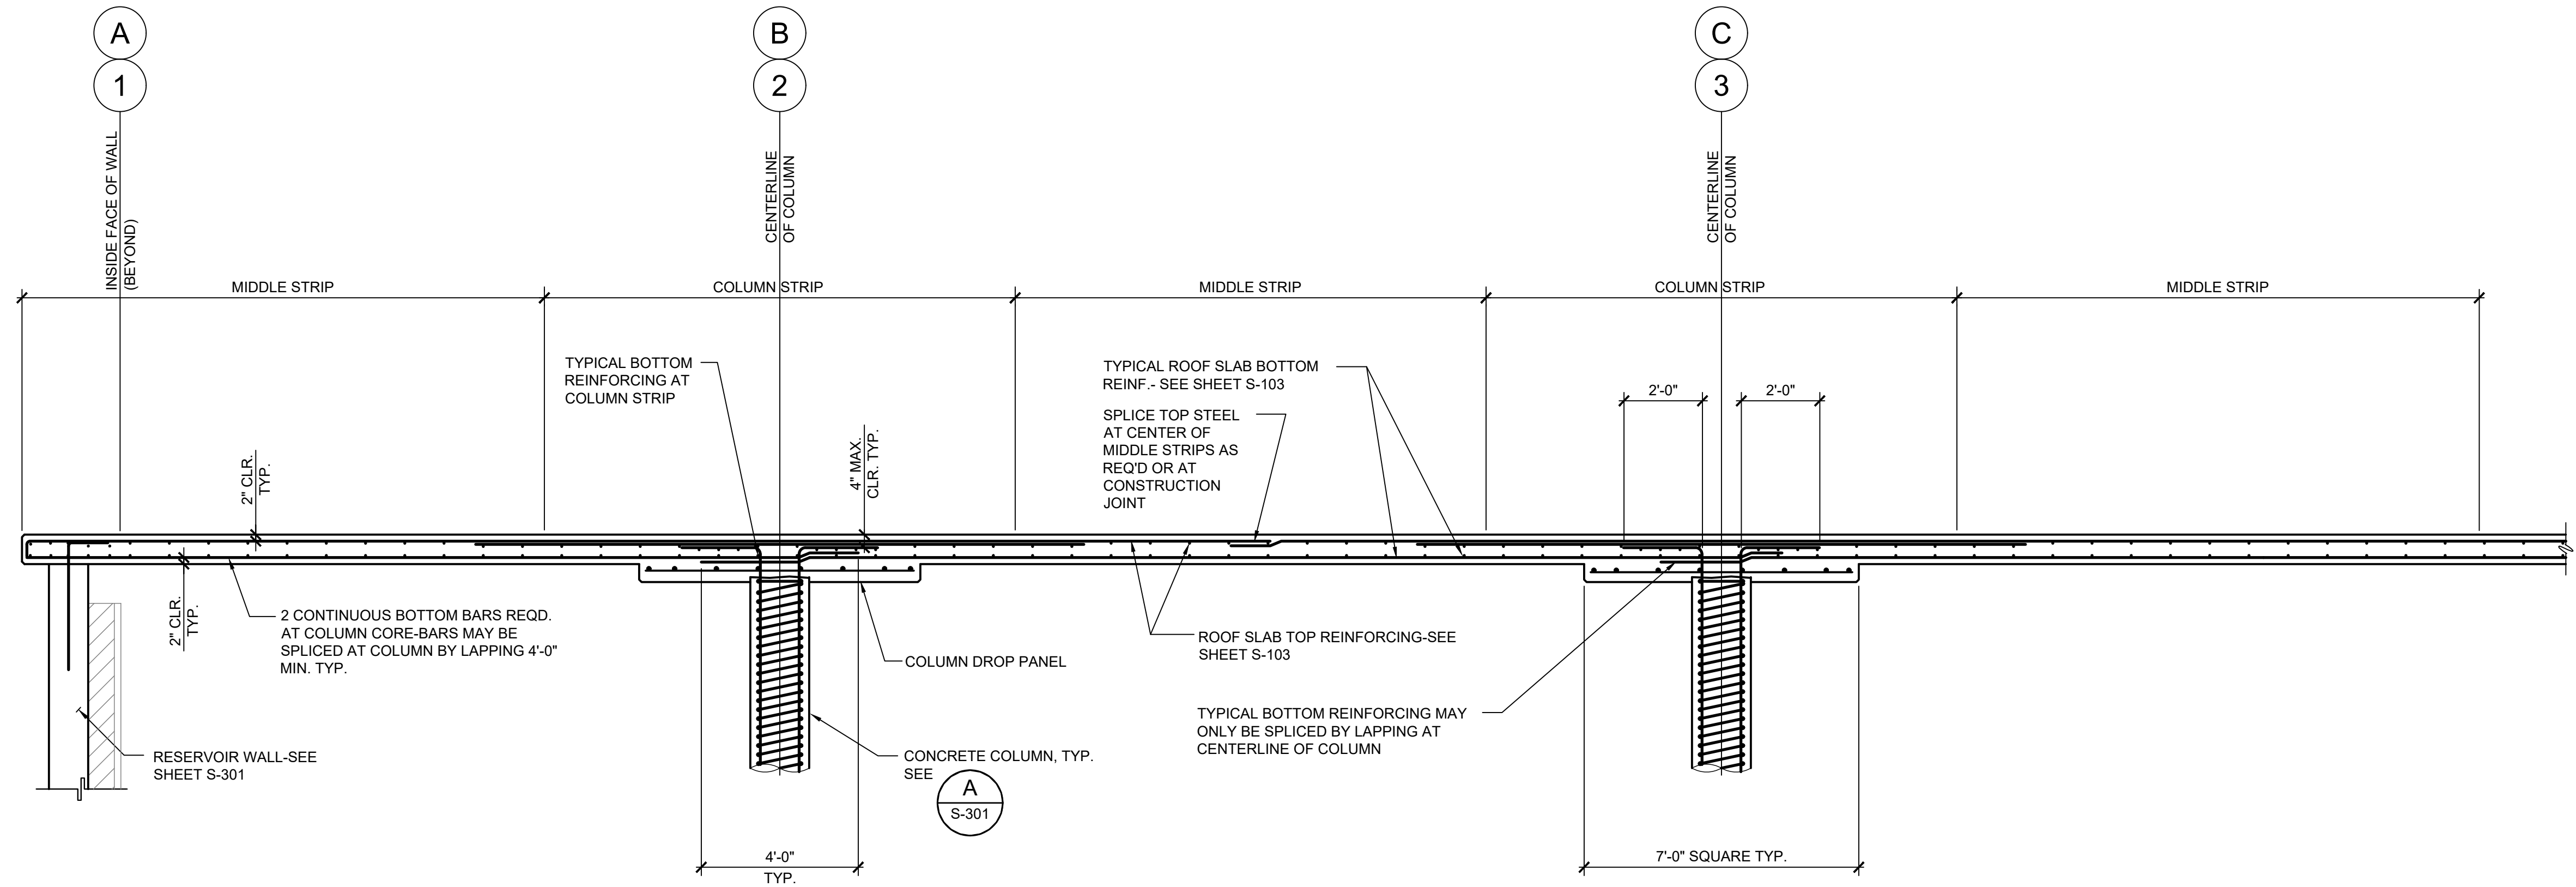 A
1
B
2
C
3
INSIDE FACE OF WALL
(BEYOND)
CENTERLINE
OF COLUMN
CENTERLINE
OF COLUMN
MIDDLE STRIP
COLUMN STRIP
MIDDLE STRIP
COLUMN STRIP
MIDDLE STRIP
TYPICAL BOTTOM
REINFORCING AT
COLUMN STRIP
TYPICAL ROOF SLAB BOTTOM
REINF.- SEE SHEET S-103
SPLICE TOP STEEL
AT CENTER OF
MIDDLE STRIPS AS
REQ'D OR AT
CONSTRUCTION
JOINT
2'-0"
2'-0"
2" CLR.
TYP.
4" MAX.
CLR. TYP.
2" CLR.
TYP.
2 CONTINUOUS BOTTOM BARS REQD.
AT COLUMN CORE-BARS MAY BE
SPLICED AT COLUMN BY LAPPING 4'-0"
MIN. TYP.
COLUMN DROP PANEL
ROOF SLAB TOP REINFORCING-SEE
SHEET S-103
TYPICAL BOTTOM REINFORCING MAY
ONLY BE SPLICED BY LAPPING AT
CENTERLINE OF COLUMN
RESERVOIR WALL-SEE
SHEET S-301
CONCRETE COLUMN, TYP.
SEE
A
S-301
4'-0"
TYP.
7'-0" SQUARE TYP.